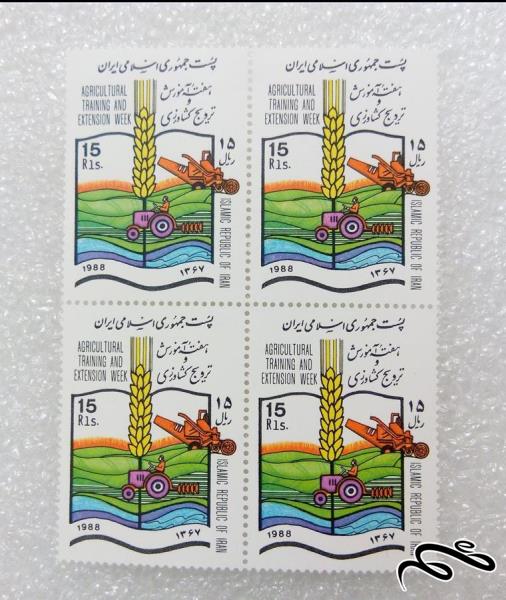 پست جمهوری اسلامی ایران
AGRICULTURAL
TRAINING AND
EXTENSION WEEK
هفته آموزش
و
ترویج کشاورزی
15
Rls.
۱۵
ریال
ISLAMIC REPUBLIC OF IRAN
1988
۱۳۶۷
پست جمهوری اسلامی ایران
AGRICULTURAL
TRAINING AND
EXTENSION WEEK
هفته آموزش
و
ترویج کشاورزی
15
Rls.
۱۵
ریال
ISLAMIC REPUBLIC OF IRAN
1988
۱۳۶۷
پست جمهوری اسلامی ایران
AGRICULTURAL
TRAINING AND
EXTENSION WEEK
هفته آموزش
و
ترویج کشاورزی
15
Rls.
۱۵
ریال
ISLAMIC REPUBLIC OF IRAN
1988
۱۳۶۷
پست جمهوری اسلامی ایران
AGRICULTURAL
TRAINING AND
EXTENSION WEEK
هفته آموزش
و
ترویج کشاورزی
15
Rls.
۱۵
ریال
ISLAMIC REPUBLIC OF
1988
۱۳۶۷